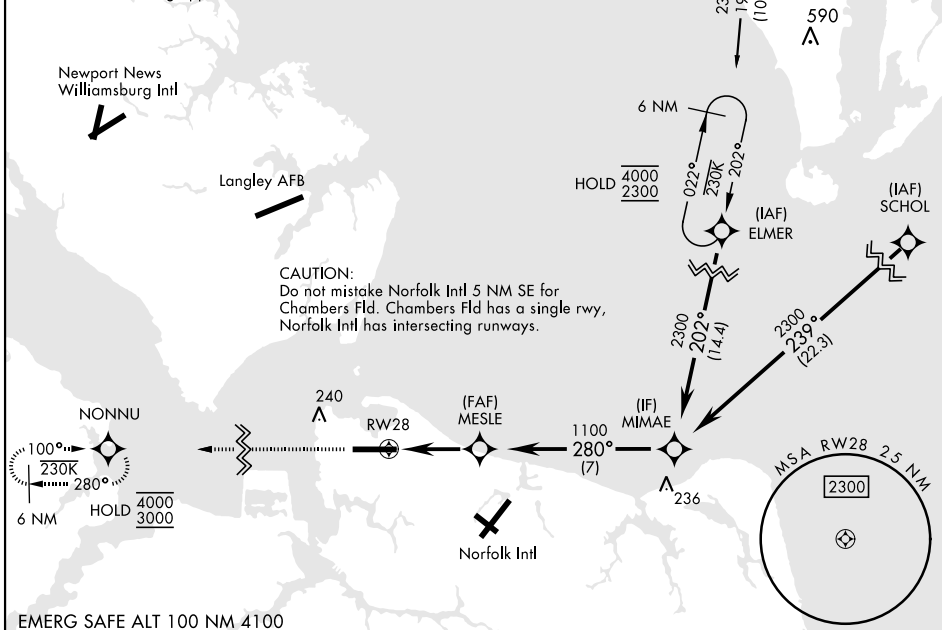 590
Newport News
Williamsburg Intl
6 NM
022°
230K
202°
HOLD 4000
2300
Langley AFB
(IAF)
ELMER
(IAF)
SCHOL
CAUTION:
Do not mistake Norfolk Intl 5 NM SE for
Chambers Fld. Chambers Fld has a single rwy,
Norfolk Intl has intersecting runways.
2300
202°
(14.4)
2300
239°
(22.3)
240
NONNU
RW28
(FAF)
MESLE
(IF)
MIMAE
1100
280°
(7)
100°
230K
280°
6 NM
HOLD 4000
3000
236
MSA RW28 25 NM
2300
Norfolk Intl
EMERG SAFE ALT 100 NM 4100